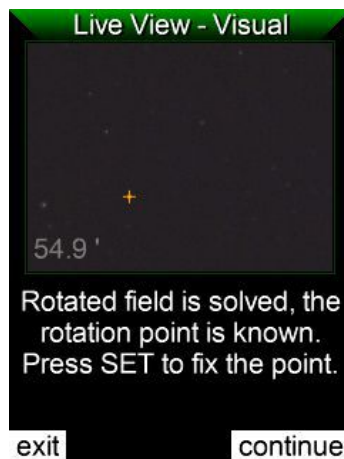 Live View - Visual
54.9 '
Rotated field is solved, the
rotation point is known.
Press SET to fix the point.
exit
continue